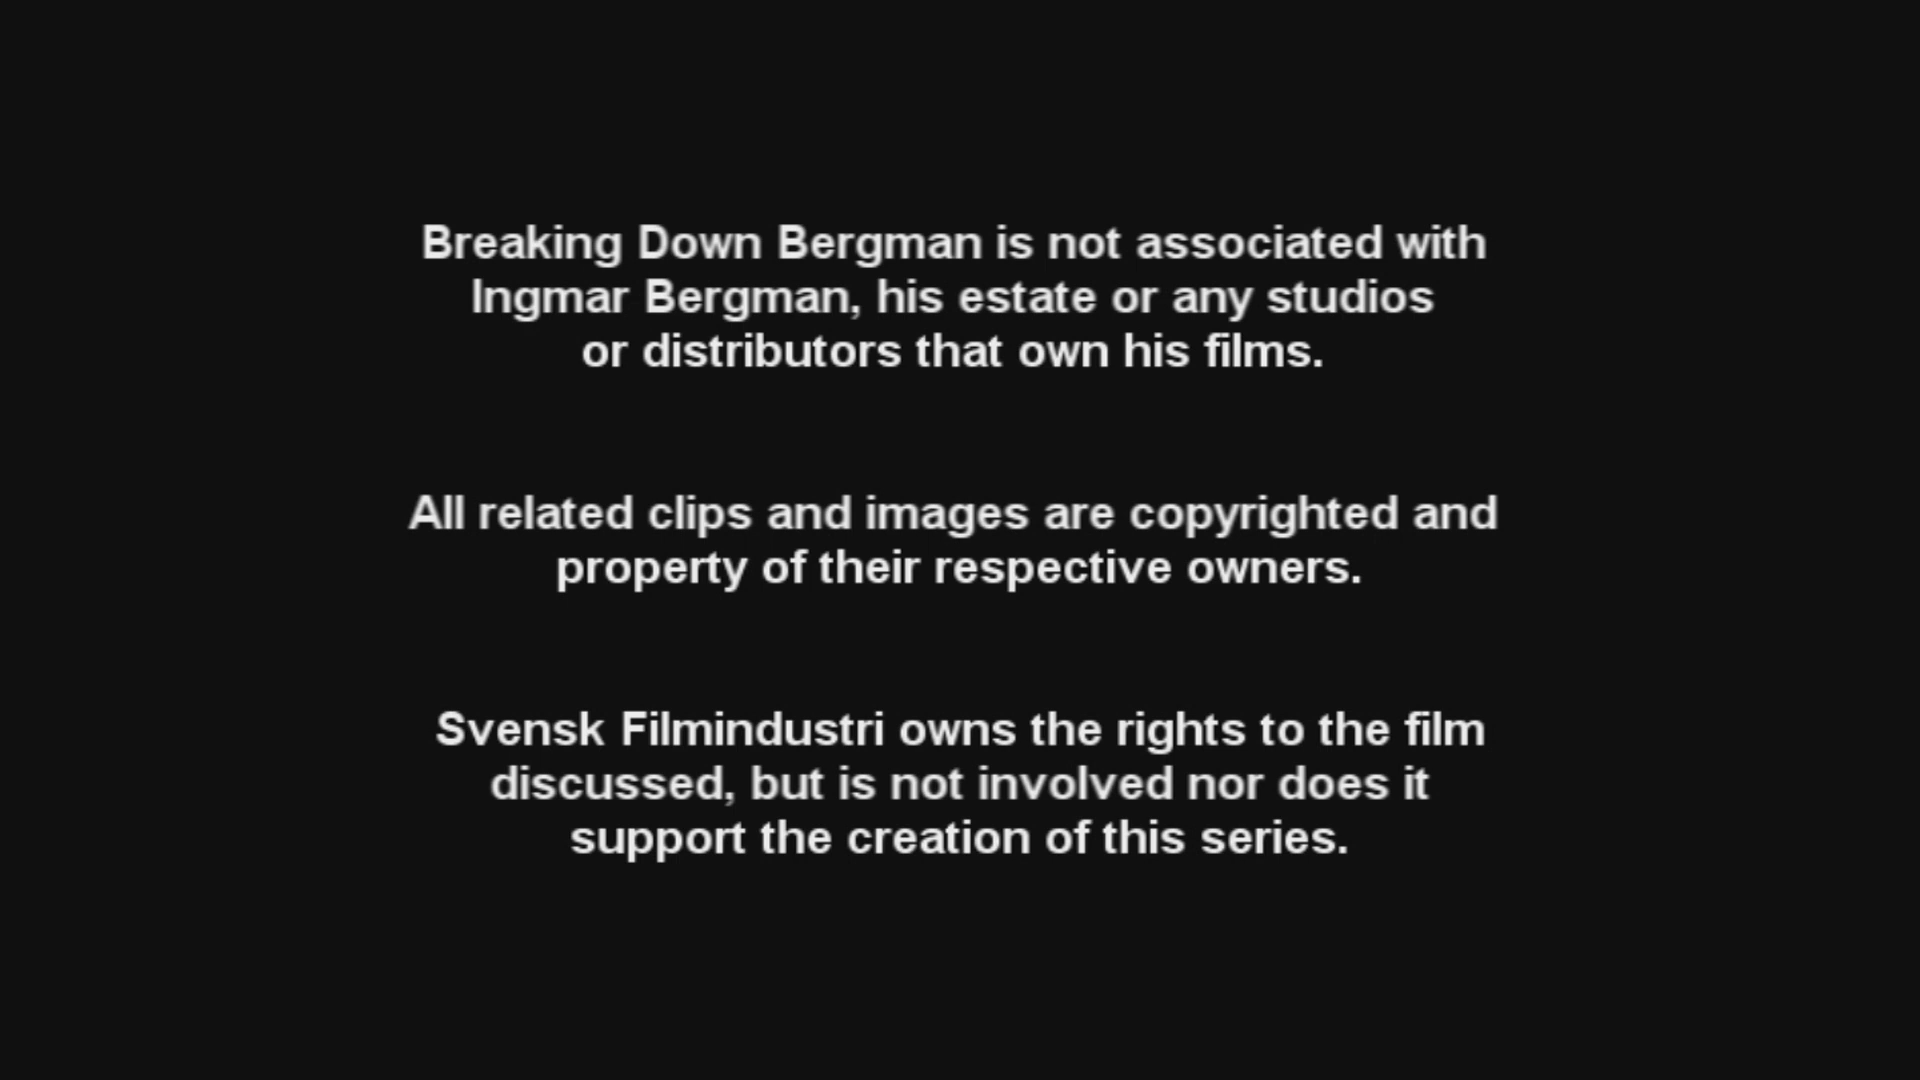 Breaking Down Bergman is not associated with
Ingmar Bergman, his estate or any studios
or distributors that own his films.
All related clips and images are copyrighted and
property of their respective owners.
Svensk Filmindustri owns the rights to the film
discussed, but is not involved nor does it
support the creation of this series.